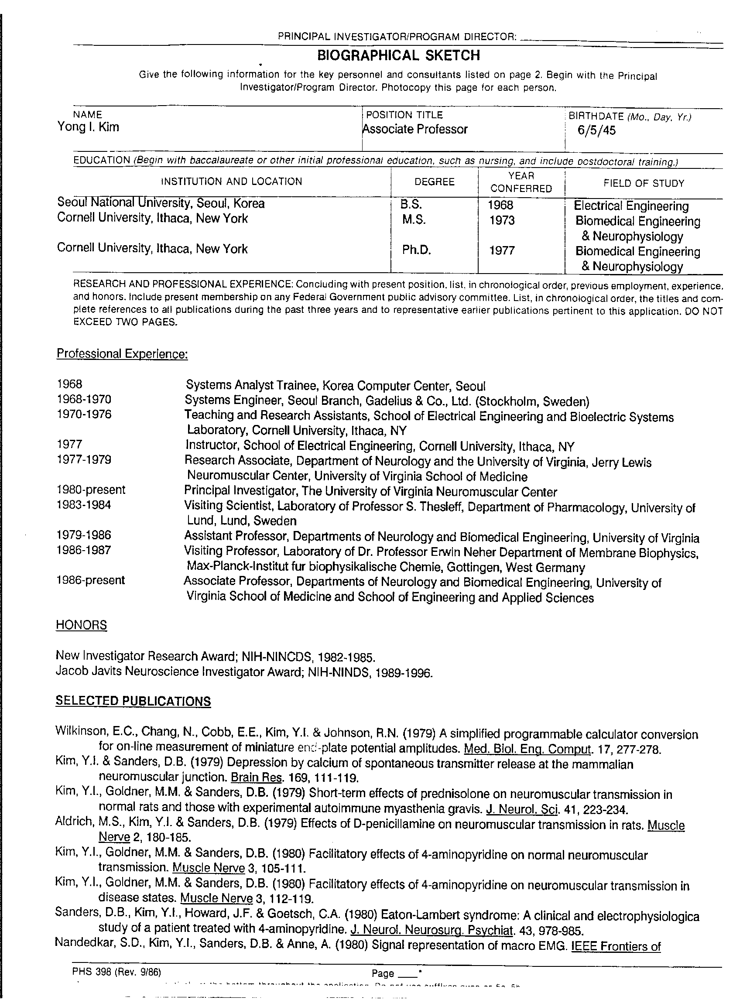 PRINCIPAL INVESTIGATOR/PROGRAM DIRECTOR:
BIOGRAPHICAL SKETCH
Give the following information for the key personnel and consultants listed on page 2. Begin with the Principal
Investigator/Program Director. Photocopy this page for each person.
NAME POSITION TITLE BIRTHDATE (Mo., Day, Yr.)
Yong I. Kim Associate Professor 6/5/45
EDUCATION (Begin with baccalaureate or other initial professional education, such as nursing, and include postdoctoral training.)
INSTITUTION AND LOCATION DEGREE YEAR CONFERRED FIELD OF STUDY
Seoul National University, Seoul, Korea B.S. 1968 Electrical Engineering
Cornell University, Ithaca, New York M.S. 1973 Biomedical Engineering
& Neurophysiology
Cornell University, Ithaca, New York Ph.D. 1977 Biomedical Engineering
& Neurophysiology
RESEARCH AND PROFESSIONAL EXPERIENCE: Concluding with present position, list, in chronological order, previous employment, experience,
and honors. Include present membership on any Federal Government public advisory committee. List, in chronological order, the titles and com-
plete references to all publications during the past three years and to representative earlier publications pertinent to this application. DO NOT
EXCEED TWO PAGES.
Professional Experience:
1968 Systems Analyst Trainee, Korea Computer Center, Seoul
1968-1970 Systems Engineer, Seoul Branch, Gadelius & Co., Ltd. (Stockholm, Sweden)
1970-1976 Teaching and Research Assistants, School of Electrical Engineering and Bioelectric Systems
Laboratory, Cornell University, Ithaca, NY
1977 Instructor, School of Electrical Engineering, Cornell University, Ithaca, NY
1977-1979 Research Associate, Department of Neurology and the University of Virginia, Jerry Lewis
Neuromuscular Center, University of Virginia School of Medicine
1980-present Principal Investigator, The University of Virginia Neuromuscular Center
1983-1984 Visiting Scientist, Laboratory of Professor S. Thesleff, Department of Pharmacology, University of
Lund, Lund, Sweden
1979-1986 Assistant Professor, Departments of Neurology and Biomedical Engineering, University of Virginia
1986-1987 Visiting Professor, Laboratory of Dr. Professor Erwin Neher Department of Membrane Biophysics,
Max-Planck-Institut fur biophysikalische Chemie, Gottingen, West Germany
1986-present Associate Professor, Departments of Neurology and Biomedical Engineering, University of
Virginia School of Medicine and School of Engineering and Applied Sciences
HONORS
New Investigator Research Award; NIH-NINCDS, 1982-1985.
Jacob Javits Neuroscience Investigator Award; NIH-NINDS, 1989-1996.
SELECTED PUBLICATIONS
Wilkinson, E.C., Chang, N., Cobb, E.E., Kim, Y.I. & Johnson, R.N. (1979) A simplified programmable calculator conversion
for on-line measurement of miniature end-plate potential amplitudes. Med. Biol. Eng. Comput. 17, 277-278.
Kim, Y.I. & Sanders, D.B. (1979) Depression by calcium of spontaneous transmitter release at the mammalian
neuromuscular junction. Brain Res. 169, 111-119.
Kim, Y.I., Goldner, M.M. & Sanders, D.B. (1979) Short-term effects of prednisolone on neuromuscular transmission in
normal rats and those with experimental autoimmune myasthenia gravis. J. Neurol. Sci. 41, 223-234.
Aldrich, M.S., Kim, Y.I. & Sanders, D.B. (1979) Effects of D-penicillamine on neuromuscular transmission in rats. Muscle
Nerve 2, 180-185.
Kim, Y.I., Goldner, M.M. & Sanders, D.B. (1980) Facilitatory effects of 4-aminopyridine on normal neuromuscular
transmission. Muscle Nerve 3, 105-111.
Kim, Y.I., Goldner, M.M. & Sanders, D.B. (1980) Facilitatory effects of 4-aminopyridine on neuromuscular transmission in
disease states. Muscle Nerve 3, 112-119.
Sanders, D.B., Kim, Y.I., Howard, J.F. & Goetsch, C.A. (1980) Eaton-Lambert syndrome: A clinical and electrophysiologica
study of a patient treated with 4-aminopyridine. J. Neurol. Neurosurg. Psychiat. 43, 978-985.
Nandedkar, S.D., Kim, Y.I., Sanders, D.B. & Anne, A. (1980) Signal representation of macro EMG. IEEE Frontiers of
PHS 398 (Rev. 9/86) Page ___*